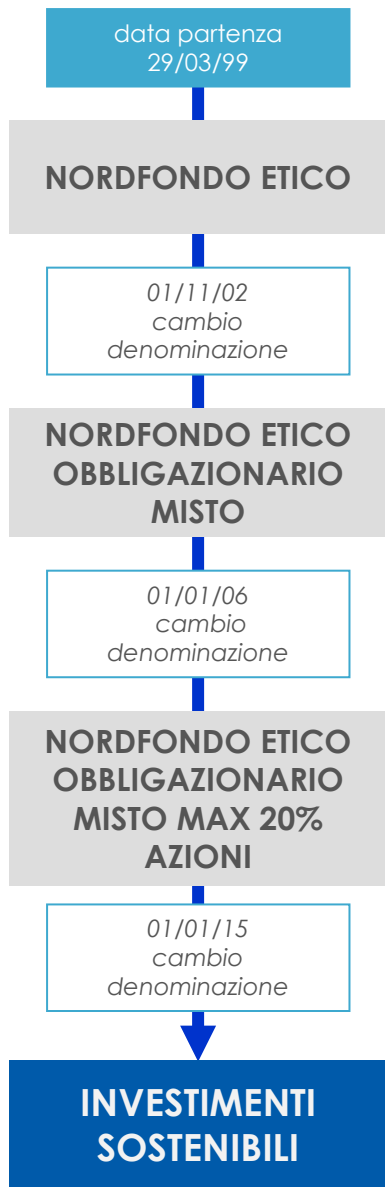 data partenza
29/03/99
NORDFONDO ETICO
01/11/02
cambio
denominazione
NORDFONDO ETICO
OBBLIGAZIONARIO
MISTO
01/01/06
cambio
denominazione
NORDFONDO ETICO
OBBLIGAZIONARIO
MISTO MAX 20%
AZIONI
01/01/15
cambio
denominazione
INVESTIMENTI
SOSTENIBILI